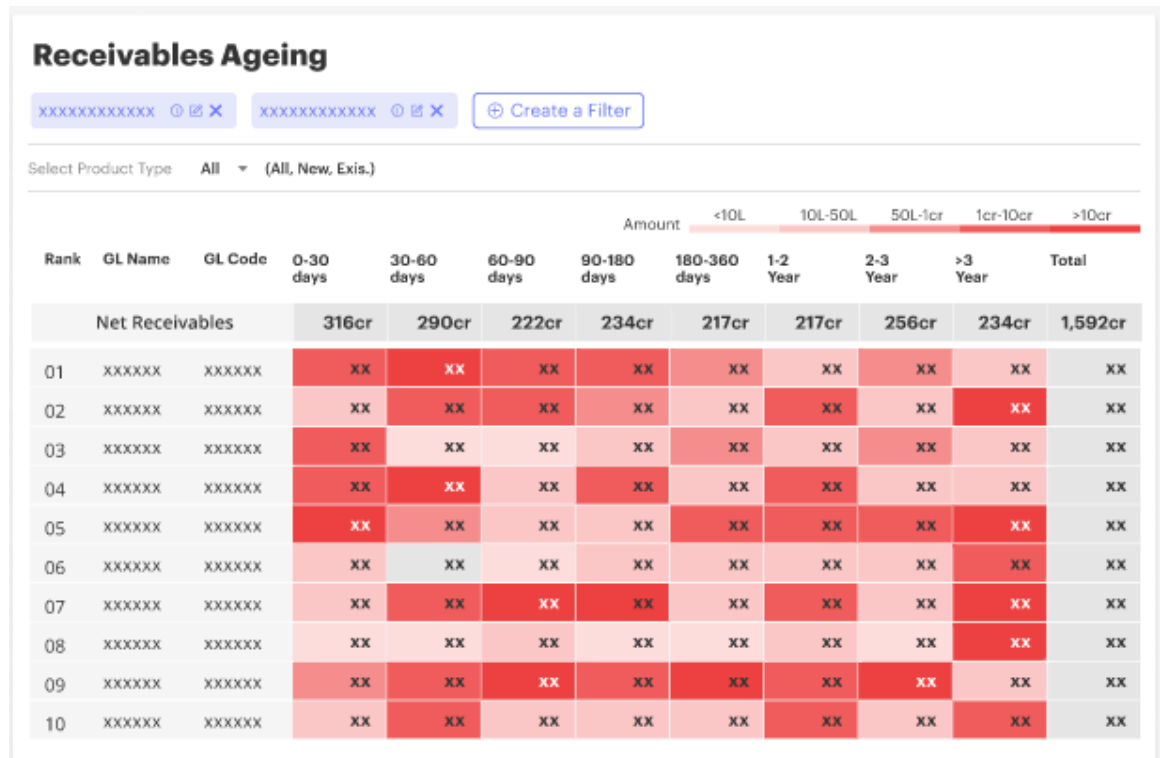 Receivables Ageing
xxxxxxxxxxxx xxxxxxxxxxxx Create a Filter
Select Product Type All (All, New, Exis.)
Amount <10L 10L-50L 50L-1cr 1cr-10cr >10cr
Rank GL Name GL Code 0-30 days 30-60 days 60-90 days 90-180 days 180-360 days 1-2 Year 2-3 Year >3 Year Total
Net Receivables 316cr 290cr 222cr 234cr 217cr 217cr 256cr 234cr 1,592cr
01 xxxxxx xxxxxx xx xx xx xx xx xx xx xx xx
02 xxxxxx xxxxxx xx xx xx xx xx xx xx xx xx
03 xxxxxx xxxxxx xx xx xx xx xx xx xx xx xx
04 xxxxxx xxxxxx xx xx xx xx xx xx xx xx xx
05 xxxxxx xxxxxx xx xx xx xx xx xx xx xx xx
06 xxxxxx xxxxxx xx xx xx xx xx xx xx xx xx
07 xxxxxx xxxxxx xx xx xx xx xx xx xx xx xx
08 xxxxxx xxxxxx xx xx xx xx xx xx xx xx xx
09 xxxxxx xxxxxx xx xx xx xx xx xx xx xx xx
10 xxxxxx xxxxxx xx xx xx xx xx xx xx xx xx